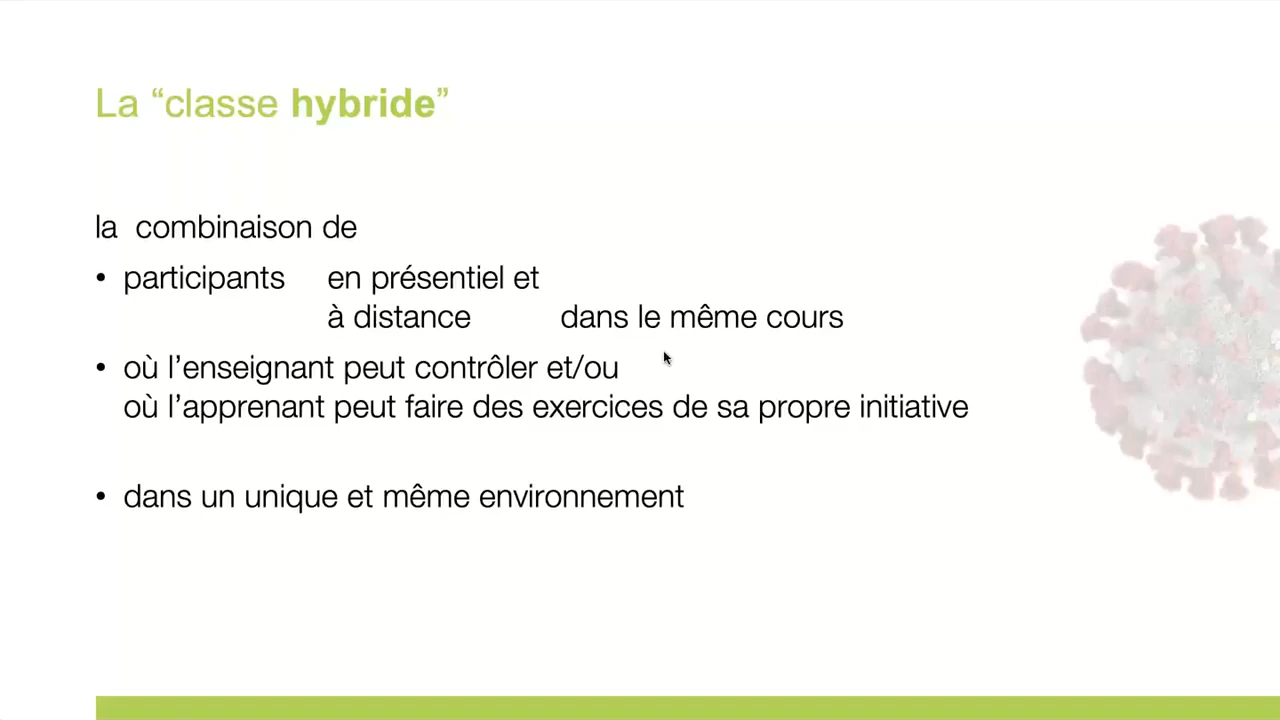 La “classe hybride”
la combinaison de
• participants en présentiel et
à distance dans le même cours
• où l’enseignant peut contrôler et/ou
où l’apprenant peut faire des exercices de sa propre initiative
• dans un unique et même environnement